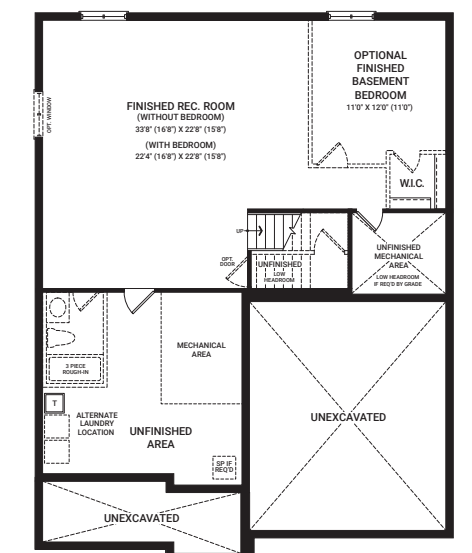 OPTIONAL
FINISHED
BASEMENT
BEDROOM
11'0" X 12'0" (11'0")
FINISHED REC. ROOM
(WITHOUT BEDROOM)
33'8" (16'8") X 22'8" (15'8")
(WITH BEDROOM)
22'4" (16'8") X 22'8" (15'8")
OPT. WINDOW
W.I.C.
UP
OPT.
DOOR
UNFINISHED
LOW
HEADROOM
UNFINISHED
MECHANICAL
AREA
LOW HEADROOM
IF REQ'D BY GRADE
3 PIECE
ROUGH-IN
MECHANICAL
AREA
T
ALTERNATE
LAUNDRY
LOCATION
UNFINISHED
AREA
SP IF
REQ'D
UNEXCAVATED
UNEXCAVATED